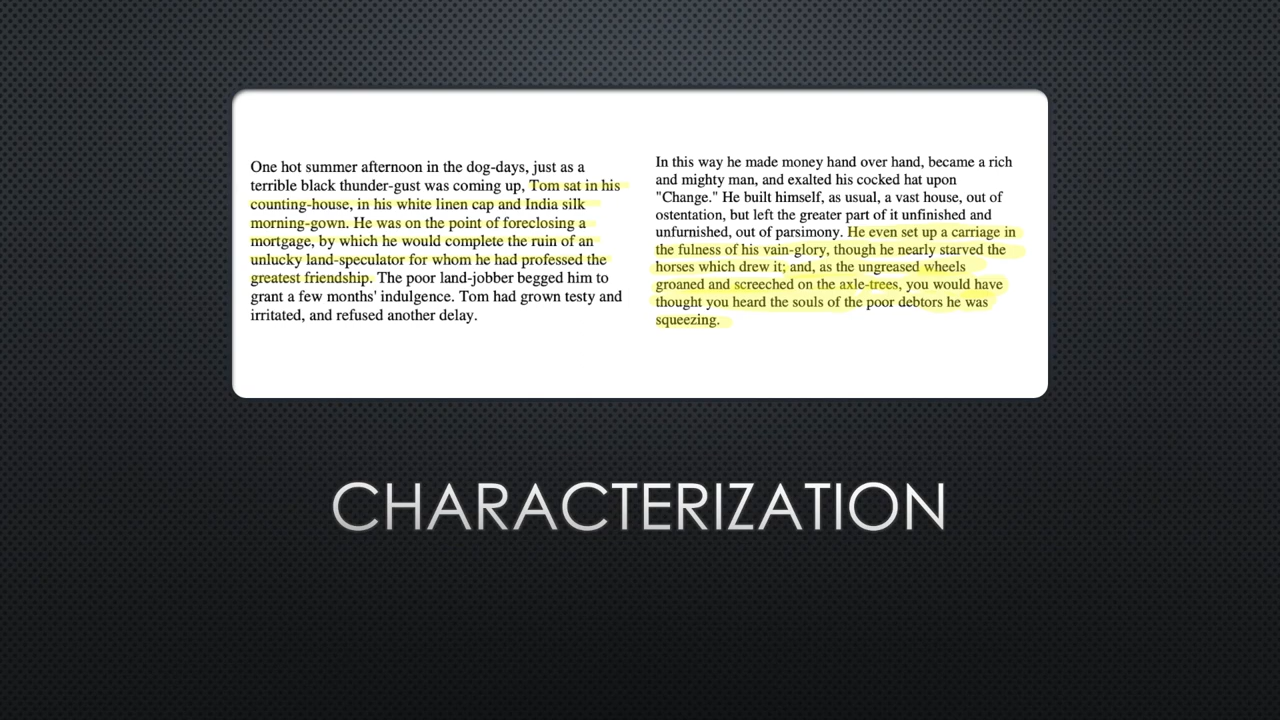 One hot summer afternoon in the dog-days, just as a
terrible black thunder-gust was coming up, Tom sat in his
counting-house, in his white linen cap and India silk
morning-gown. He was on the point of foreclosing a
mortgage, by which he would complete the ruin of an
unlucky land-speculator for whom he had professed the
greatest friendship. The poor land-jobber begged him to
grant a few months' indulgence. Tom had grown testy and
irritated, and refused another delay.
In this way he made money hand over hand, became a rich
and mighty man, and exalted his cocked hat upon
"Change." He built himself, as usual, a vast house, out of
ostentation, but left the greater part of it unfinished and
unfurnished, out of parsimony. He even set up a carriage in
the fulness of his vain-glory, though he nearly starved the
horses which drew it; and, as the ungreased wheels
groaned and screeched on the axle-trees, you would have
thought you heard the souls of the poor debtors he was
squeezing.
CHARACTERIZATION